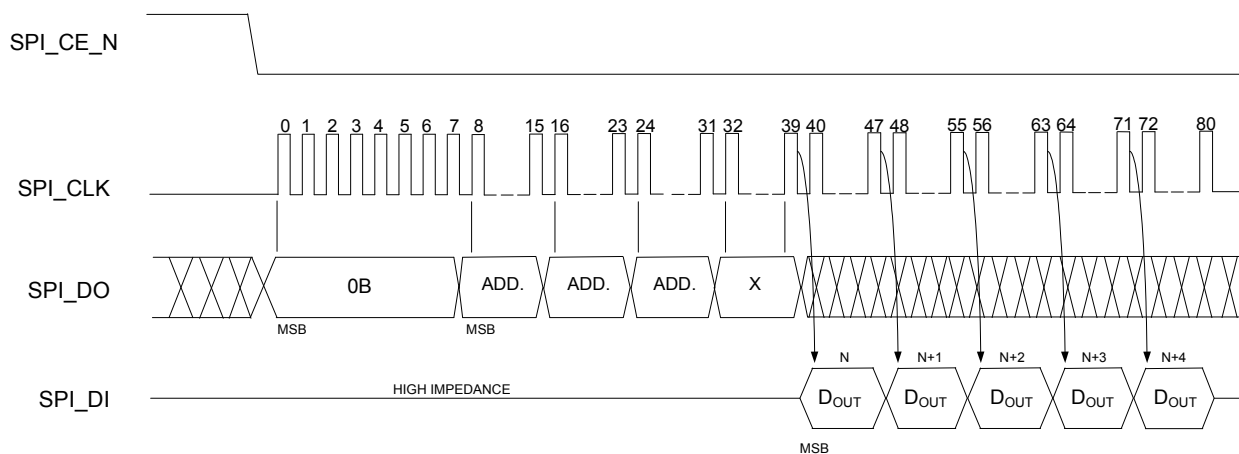 SPI_CE_N
0 1 2 3 4 5 6 7 8 15 16 23 24 31 32 39 40 47 48 55 56 63 64 71 72 80
SPI_CLK
SPI_DO
0B ADD. ADD. ADD. X
MSB MSB
N N+1 N+2 N+3 N+4
SPI_DI
HIGH IMPEDANCE
DOUT DOUT DOUT DOUT DOUT
MSB